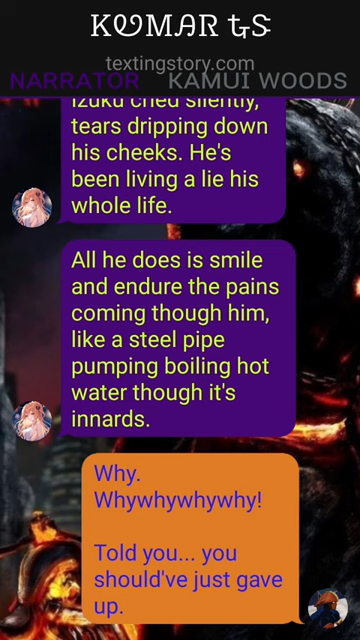 KUMAR TS
textingstory.com
NARRATOR KAMUI WOODS
Izuku cried silently,
tears dripping down
his cheeks. He's
been living a lie his
whole life.
All he does is smile
and endure the pains
coming though him,
like a steel pipe
pumping boiling hot
water though it's
innards.
Why.
Whywhywhywhy!
Told you... you
should've just gave
up.